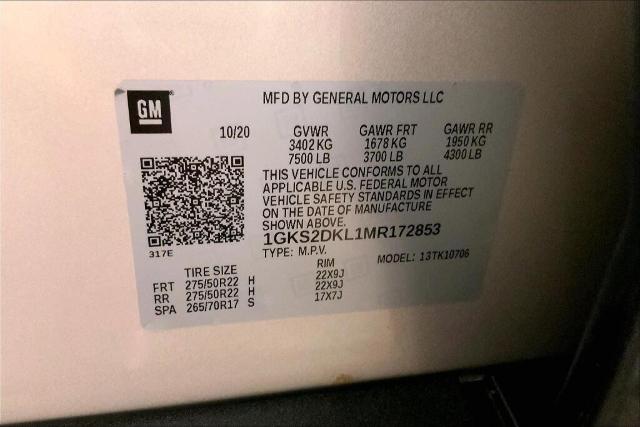 GM
MFD BY GENERAL MOTORS LLC
10/20 GVWR GAWR FRT GAWR RR
3402 KG 1678 KG 1950 KG
7500 LB 3700 LB 4300 LB
THIS VEHICLE CONFORMS TO ALL
APPLICABLE U.S. FEDERAL MOTOR
VEHICLE SAFETY STANDARDS IN EFFECT
ON THE DATE OF MANUFACTURE
SHOWN ABOVE.
1GKS2DKL1MR172853
317E TYPE: M.P.V. MODEL: 13TK10706
TIRE SIZE RIM
FRT 275/50R22 H 22X9J
RR 275/50R22 H 22X9J
SPA 265/70R17 S 17X7J